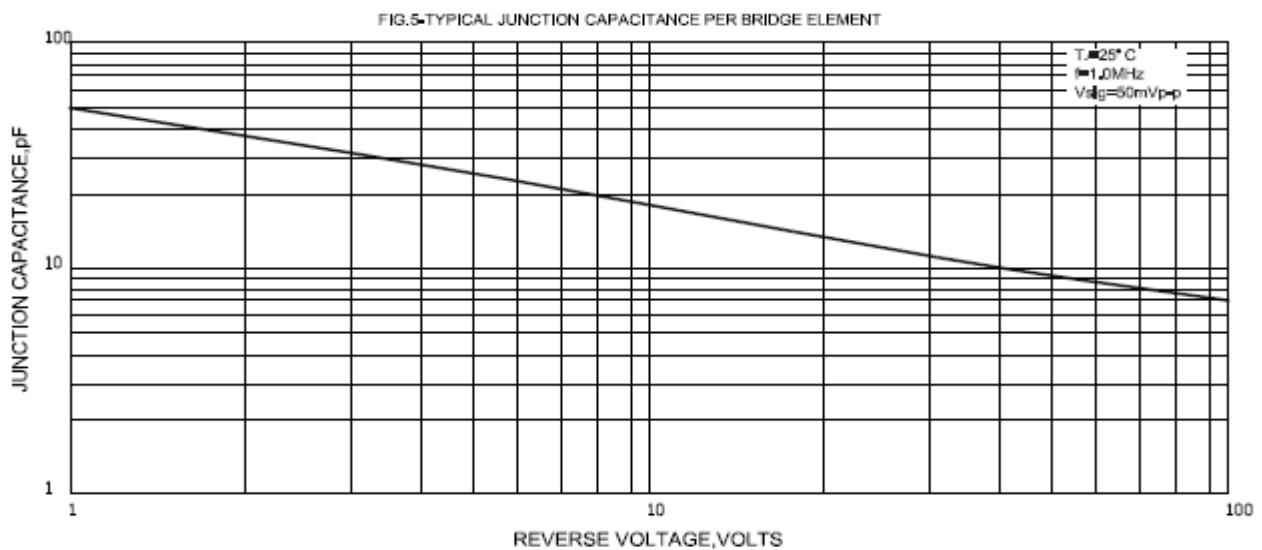 FIG.5-TYPICAL JUNCTION CAPACITANCE PER BRIDGE ELEMENT
100
TJ=25° C
f=1.0MHz
Vsig=50mVp-p
JUNCTION CAPACITANCE,pF
10
1
1
10
100
REVERSE VOLTAGE,VOLTS